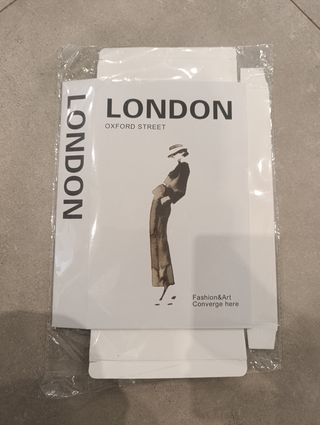 LONDON
LONDON
OXFORD STREET
Fashion&Art
Converge here